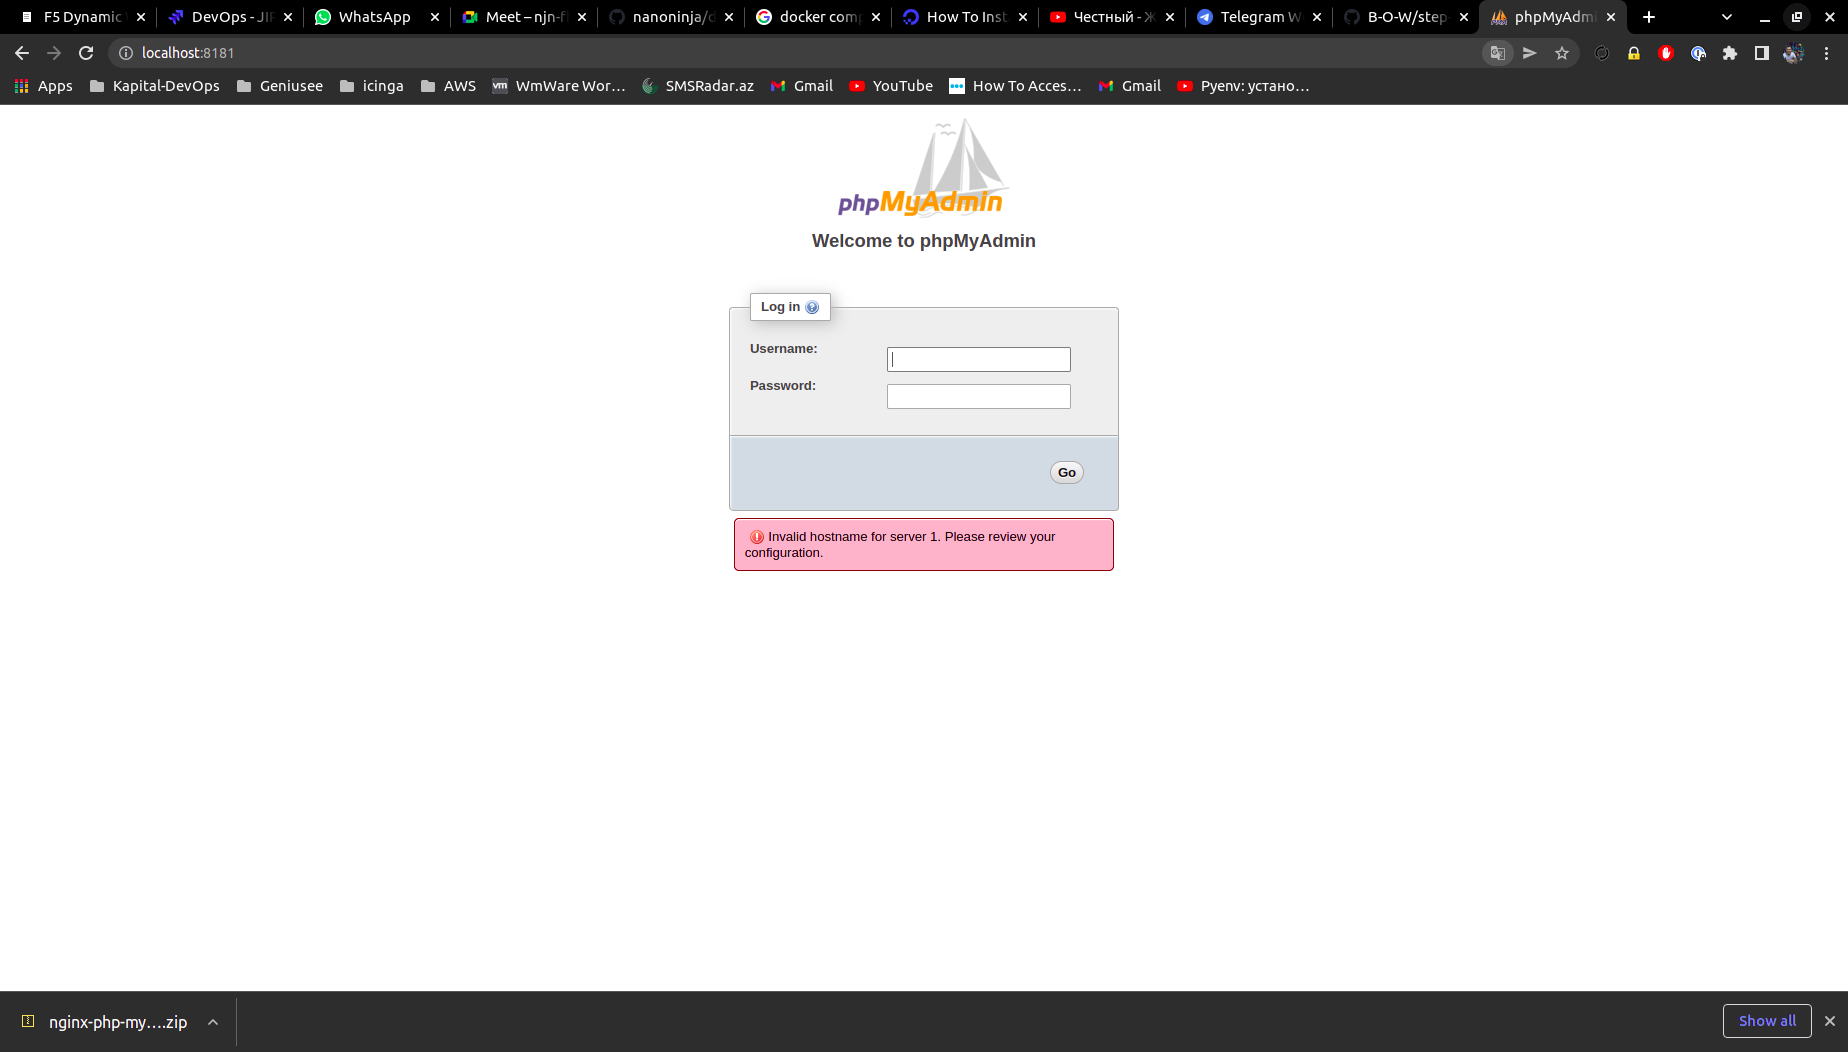 F5 Dynamic
DevOps - JIR
WhatsApp
Meet – njn-f
nanoninja/d
docker comp
How To Inst
Честный - Ж
Telegram W
B-O-W/step-
phpMyAdmi
localhost:8181
Apps
Kapital-DevOps
Geniusee
icinga
AWS
vm WmWare Wor…
SMSRadar.az
Gmail
YouTube
How To Acces…
Gmail
Pyenv: устано…
phpMyAdmin
Welcome to phpMyAdmin
Log in
Username:
Password:
Go
Invalid hostname for server 1. Please review your
configuration.
nginx-php-my….zip
Show all